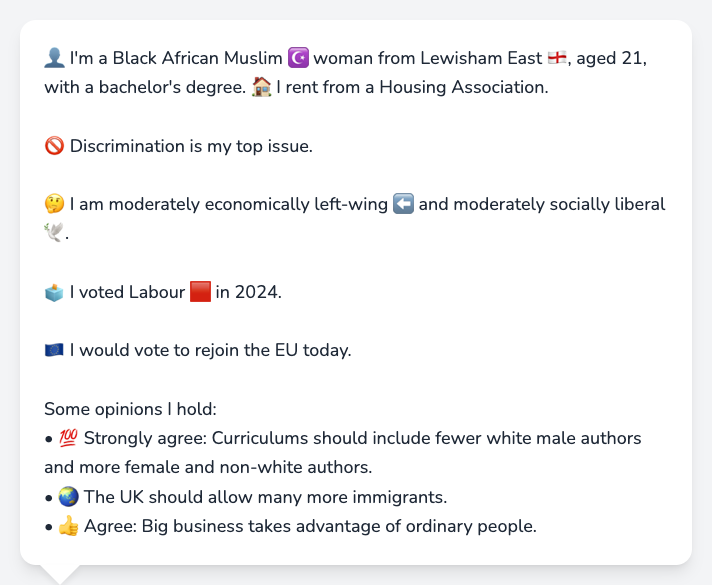 👤 I'm a Black African Muslim ☪️ woman from Lewisham East 🏴󠁧󠁢󠁥󠁮󠁧󠁿, aged 21,
with a bachelor's degree. 🏠 I rent from a Housing Association.
🚫 Discrimination is my top issue.
🤔 I am moderately economically left-wing ⬅️ and moderately socially liberal
🕊️.
🗳️ I voted Labour 🟥 in 2024.
🇪🇺 I would vote to rejoin the EU today.
Some opinions I hold:
• 💯 Strongly agree: Curriculums should include fewer white male authors
and more female and non-white authors.
• 🌏 The UK should allow many more immigrants.
• 👍 Agree: Big business takes advantage of ordinary people.